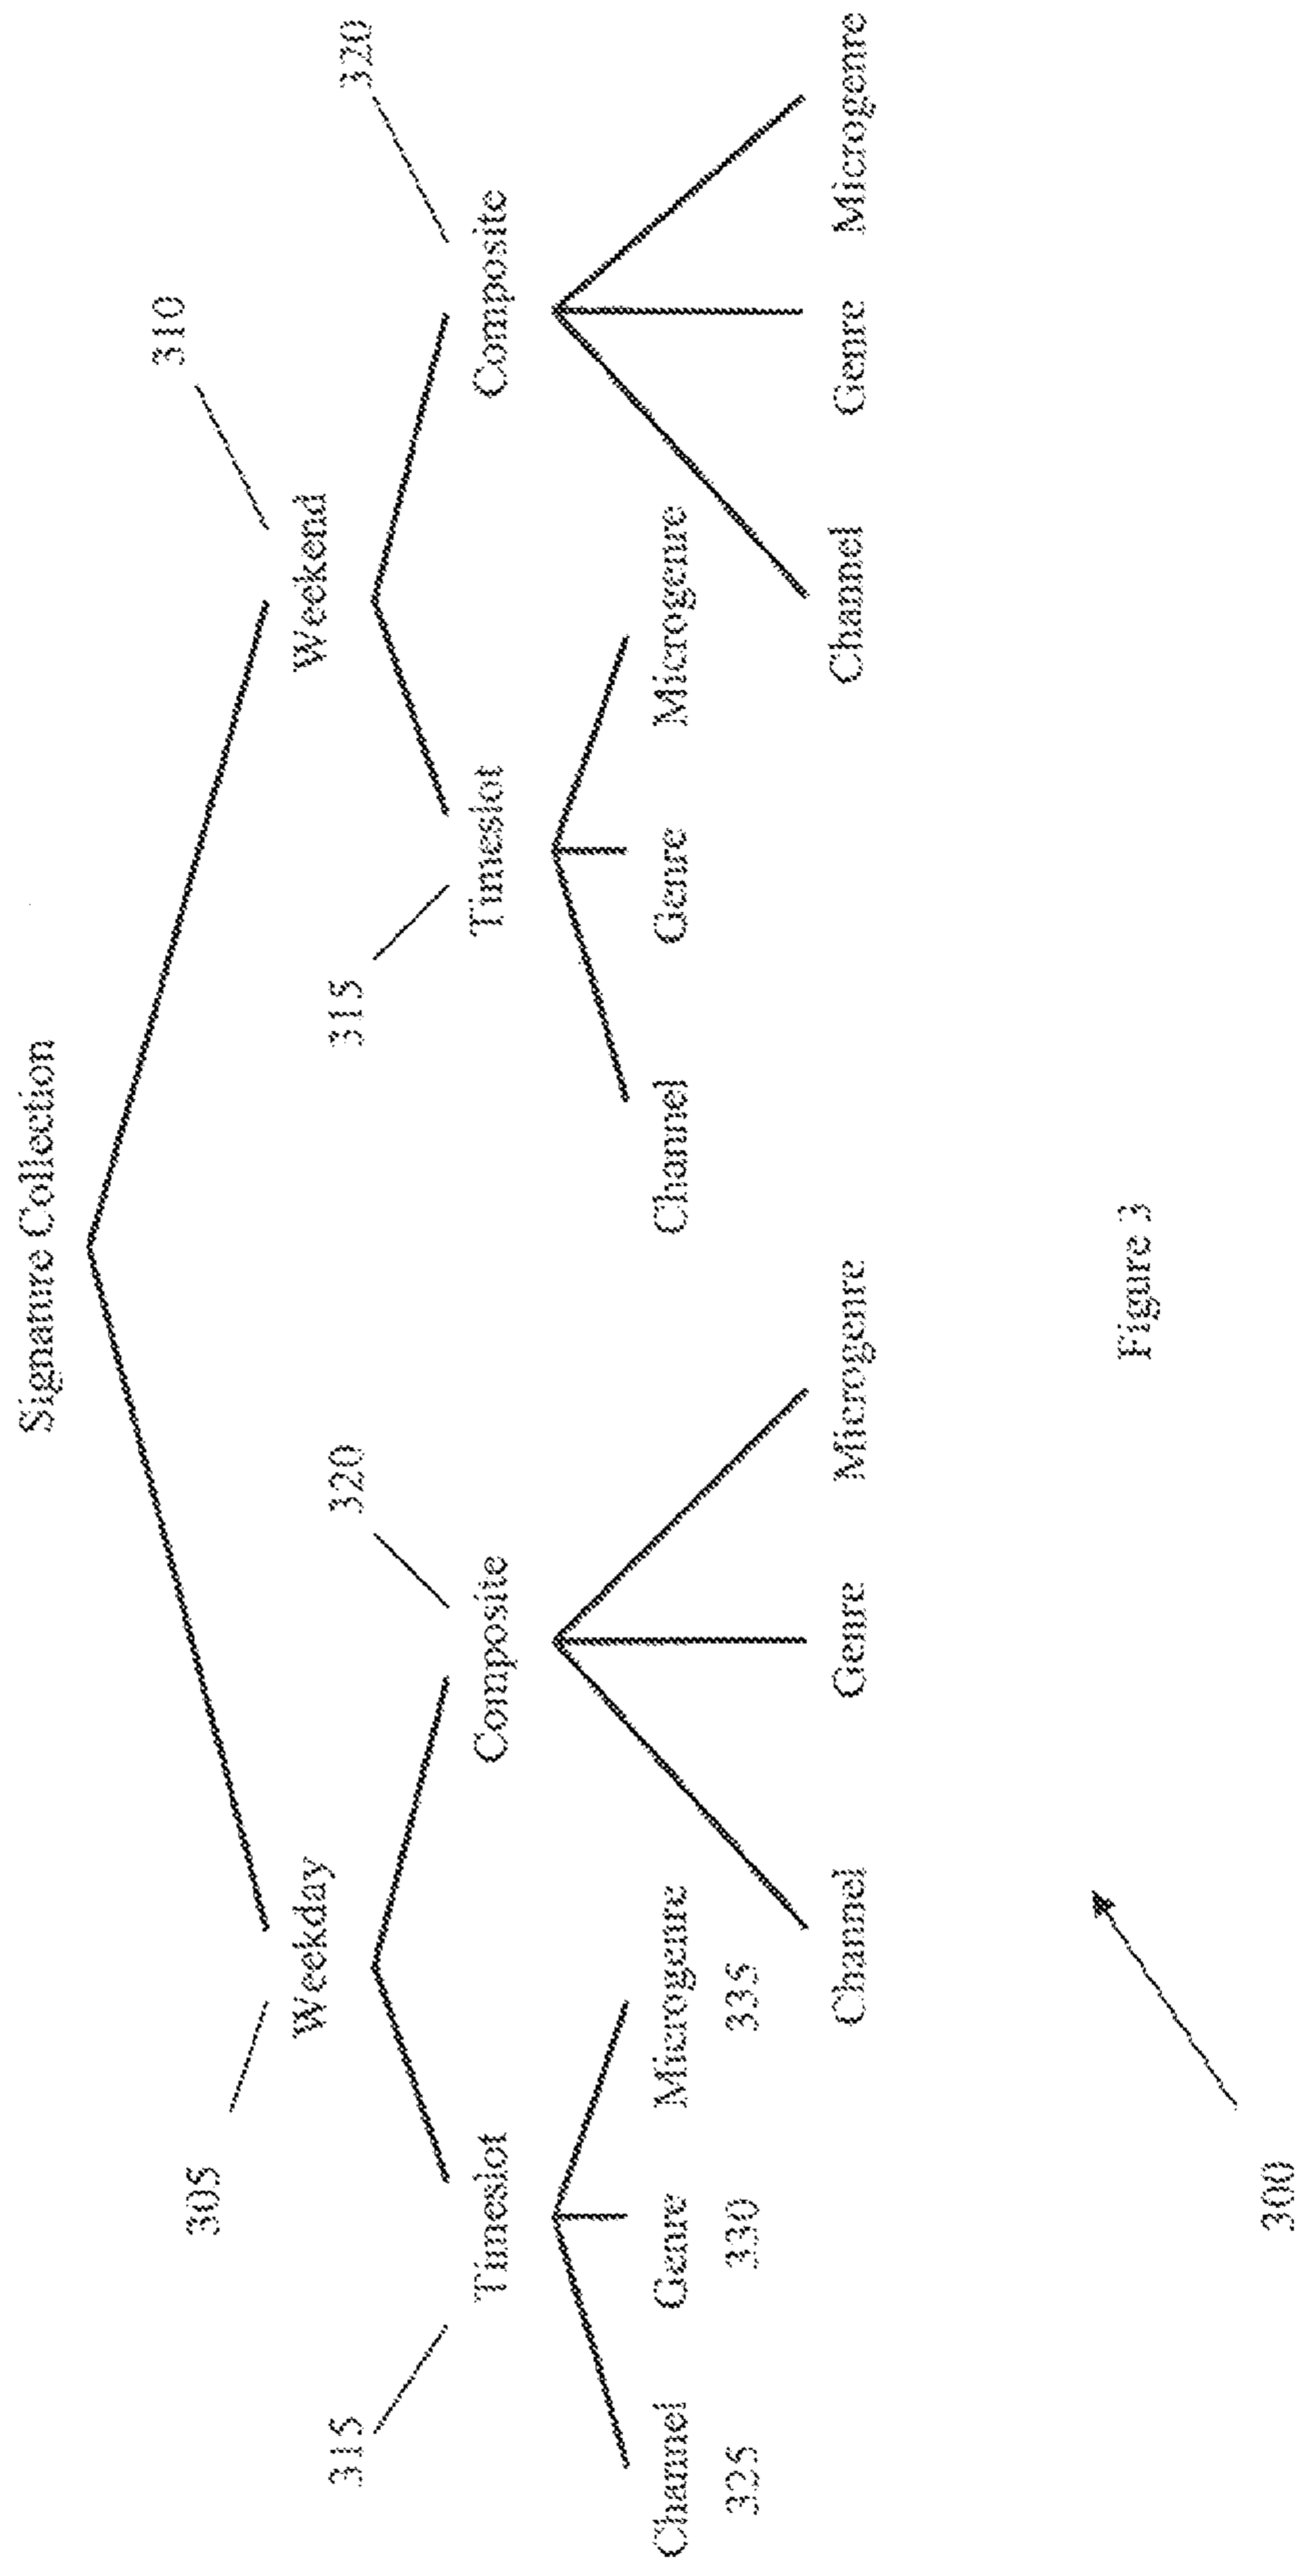 Signature Collection
305
Weekday
310
Weekend
315
Timeslot
320
Composite
315
Timeslot
320
Composite
Channel
325
Genre
330
Microgenre
335
Channel
Genre
Microgenre
Channel
Genre
Microgenre
Channel
Genre
Microgenre
300
Figure 3